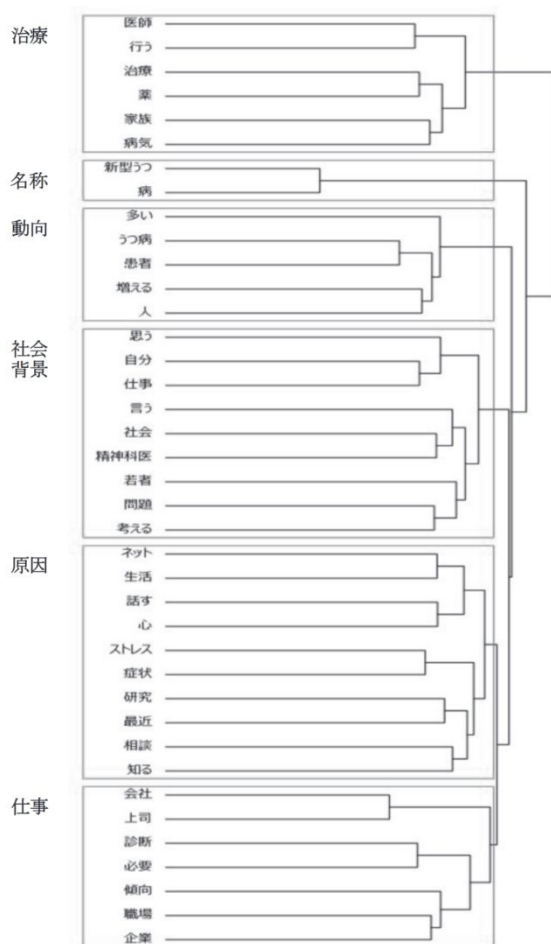 治療
医師
行う
治療
薬
家族
病気
名称
新型うつ
病
動向
多い
うつ病
患者
増える
人
社会
背景
思う
自分
仕事
言う
社会
精神科医
若者
問題
考える
原因
ネット
生活
話す
心
ストレス
症状
研究
最近
相談
知る
仕事
会社
上司
診断
必要
傾向
職場
企業